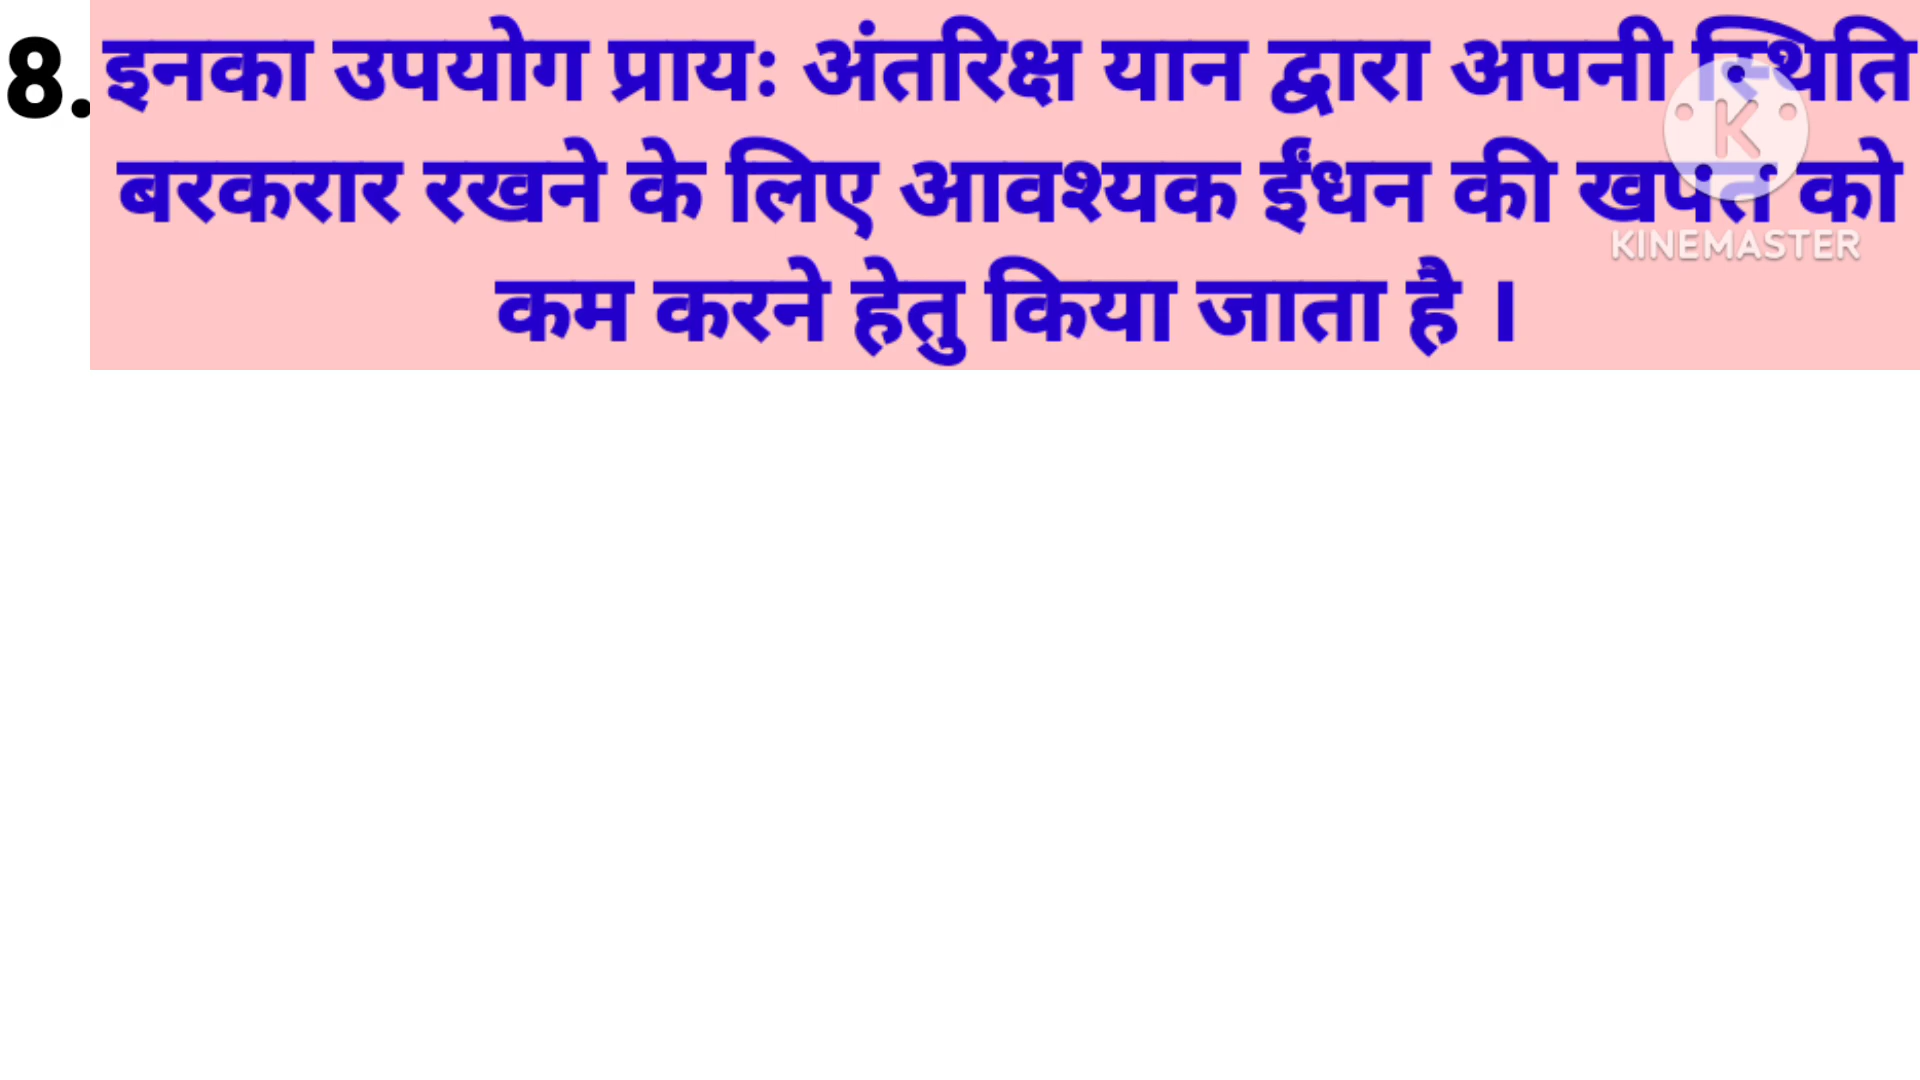 8. इनका उपयोग प्रायः अंतरिक्ष यान द्वारा अपनी स्थिति
बरकरार रखने के लिए आवश्यक ईंधन की खपत को
कम करने हेतु किया जाता है ।
K
KINEMASTER